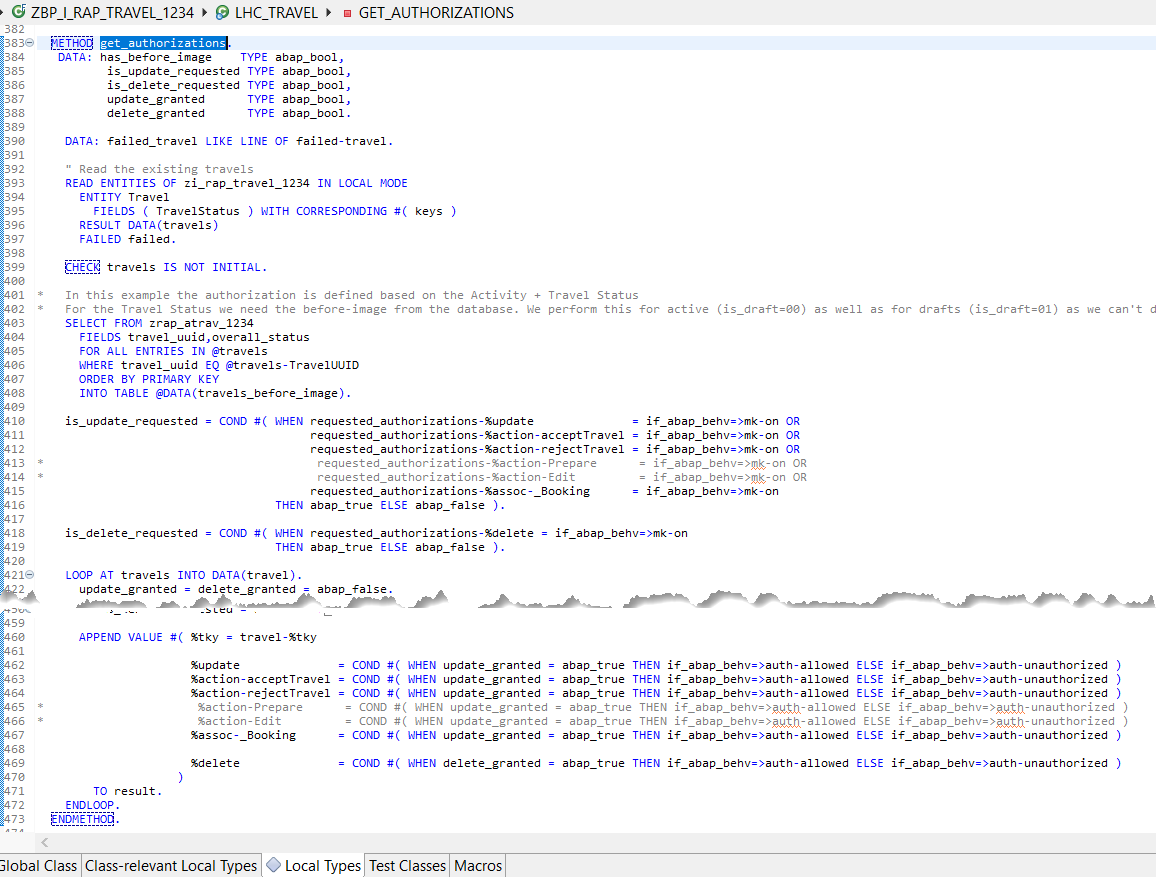 ZBP_I_RAP_TRAVEL_1234 LHC_TRAVEL GET_AUTHORIZATIONS
382
383 METHOD get_authorizations.
384 DATA: has_before_image TYPE abap_bool,
385 is_update_requested TYPE abap_bool,
386 is_delete_requested TYPE abap_bool,
387 update_granted TYPE abap_bool,
388 delete_granted TYPE abap_bool.
389
390 DATA: failed_travel LIKE LINE OF failed-travel.
391
392 " Read the existing travels
393 READ ENTITIES OF zi_rap_travel_1234 IN LOCAL MODE
394 ENTITY Travel
395 FIELDS ( TravelStatus ) WITH CORRESPONDING #( keys )
396 RESULT DATA(travels)
397 FAILED failed.
398
399 CHECK travels IS NOT INITIAL.
400
401 * In this example the authorization is defined based on the Activity + Travel Status
402 * For the Travel Status we need the before-image from the database. We perform this for active (is_draft=00) as well as for drafts (is_draft=01) as we can't d
403 SELECT FROM zrap_atrav_1234
404 FIELDS travel_uuid,overall_status
405 FOR ALL ENTRIES IN @travels
406 WHERE travel_uuid EQ @travels-TravelUUID
407 ORDER BY PRIMARY KEY
408 INTO TABLE @DATA(travels_before_image).
409
410 is_update_requested = COND #( WHEN requested_authorizations-%update = if_abap_behv=>mk-on OR
411 requested_authorizations-%action-acceptTravel = if_abap_behv=>mk-on OR
412 requested_authorizations-%action-rejectTravel = if_abap_behv=>mk-on OR
413 * requested_authorizations-%action-Prepare = if_abap_behv=>mk-on OR
414 * requested_authorizations-%action-Edit = if_abap_behv=>mk-on OR
415 requested_authorizations-%assoc-_Booking = if_abap_behv=>mk-on
416 THEN abap_true ELSE abap_false ).
417
418 is_delete_requested = COND #( WHEN requested_authorizations-%delete = if_abap_behv=>mk-on
419 THEN abap_true ELSE abap_false ).
420
421 LOOP AT travels INTO DATA(travel).
422 update_granted = delete_granted = abap_false.
459
460 APPEND VALUE #( %tky = travel-%tky
461
462 %update = COND #( WHEN update_granted = abap_true THEN if_abap_behv=>auth-allowed ELSE if_abap_behv=>auth-unauthorized )
463 %action-acceptTravel = COND #( WHEN update_granted = abap_true THEN if_abap_behv=>auth-allowed ELSE if_abap_behv=>auth-unauthorized )
464 %action-rejectTravel = COND #( WHEN update_granted = abap_true THEN if_abap_behv=>auth-allowed ELSE if_abap_behv=>auth-unauthorized )
465 * %action-Prepare = COND #( WHEN update_granted = abap_true THEN if_abap_behv=>auth-allowed ELSE if_abap_behv=>auth-unauthorized )
466 * %action-Edit = COND #( WHEN update_granted = abap_true THEN if_abap_behv=>auth-allowed ELSE if_abap_behv=>auth-unauthorized )
467 %assoc-_Booking = COND #( WHEN update_granted = abap_true THEN if_abap_behv=>auth-allowed ELSE if_abap_behv=>auth-unauthorized )
468
469 %delete = COND #( WHEN delete_granted = abap_true THEN if_abap_behv=>auth-allowed ELSE if_abap_behv=>auth-unauthorized )
470 )
471 TO result.
472 ENDLOOP.
473 ENDMETHOD.
Global Class Class-relevant Local Types Local Types Test Classes Macros